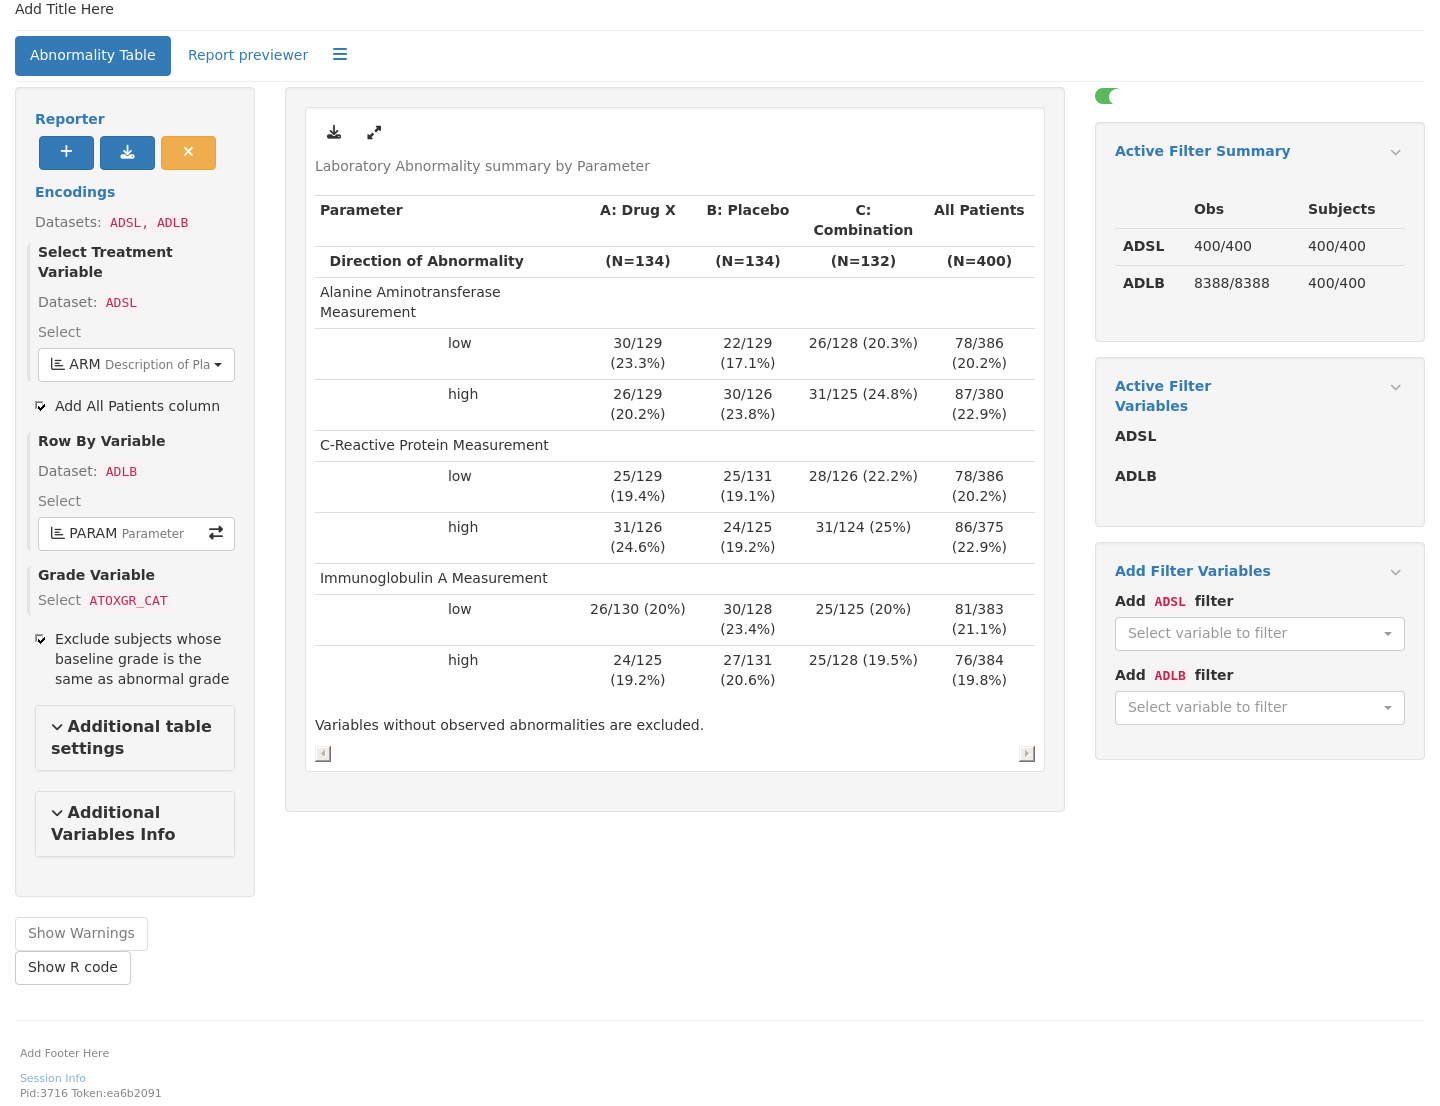 Add Title Here
Abnormality Table
Report previewer
Reporter
Encodings
Datasets: ADSL, ADLB
Select Treatment
Variable
Dataset: ADSL
Select
ARM Description of Pla
Add All Patients column
Row By Variable
Dataset: ADLB
Select
PARAM Parameter
Grade Variable
Select ATOXGR_CAT
Exclude subjects whose
baseline grade is the
same as abnormal grade
Additional table
settings
Additional
Variables Info
Show Warnings
Show R code
Laboratory Abnormality summary by Parameter
Parameter A: Drug X B: Placebo C: All Patients
Combination
Direction of Abnormality (N=134) (N=134) (N=132) (N=400)
Alanine Aminotransferase
Measurement
low 30/129 22/129 26/128 (20.3%) 78/386
(23.3%) (17.1%) (20.2%)
high 26/129 30/126 31/125 (24.8%) 87/380
(20.2%) (23.8%) (22.9%)
C-Reactive Protein Measurement
low 25/129 25/131 28/126 (22.2%) 78/386
(19.4%) (19.1%) (20.2%)
high 31/126 24/125 31/124 (25%) 86/375
(24.6%) (19.2%) (22.9%)
Immunoglobulin A Measurement
low 26/130 (20%) 30/128 25/125 (20%) 81/383
(23.4%) (21.1%)
high 24/125 27/131 25/128 (19.5%) 76/384
(19.2%) (20.6%) (19.8%)
Variables without observed abnormalities are excluded.
Active Filter Summary
Obs Subjects
ADSL 400/400 400/400
ADLB 8388/8388 400/400
Active Filter
Variables
ADSL
ADLB
Add Filter Variables
Add ADSL filter
Select variable to filter
Add ADLB filter
Select variable to filter
Add Footer Here
Session Info
Pid:3716 Token:ea6b2091